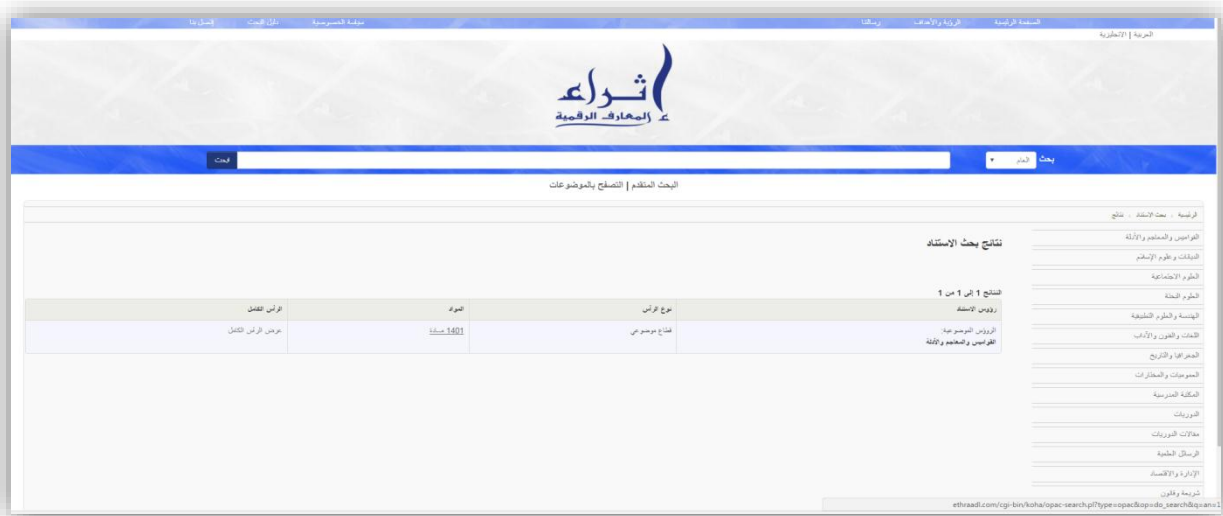 الصفحة الرئيسية الرؤية والأهداف رسالتنا سياسة الخصوصية دليل البحث إتصل بنا
العربية | الانجليزية
إثراء
المعارف الرقمية
بحث العام ابحث
البحث المتقدم | التصفح بالموضوعات
الرئيسية بحث الاستناد نتائج
القواميس والمعاجم والأدلة
الديانات وعلوم الإسلام
العلوم الاجتماعية
العلوم البحتة
الهندسة والعلوم التطبيقية
اللغات والفنون والآداب
الجغرافيا والتاريخ
العموميات والمختارات
المكتبة المدرسية
الدوريات
مقالات الدوريات
الرسائل العلمية
الإدارة والاقتصاد
شريعة وقانون
نتائج بحث الاستناد
النتائج 1 إلى 1 من 1
رؤوس الاستناد نوع الرأس المواد الرأس الكامل
الرؤوس الموضوعية: قطاع موضوعي 1401 مادة عرض الرأس الكامل
القواميس والمعاجم والأدلة
ethraadl.com/cgi-bin/koha/opac-search.pl?type=opac&op=do_search&q=an=1